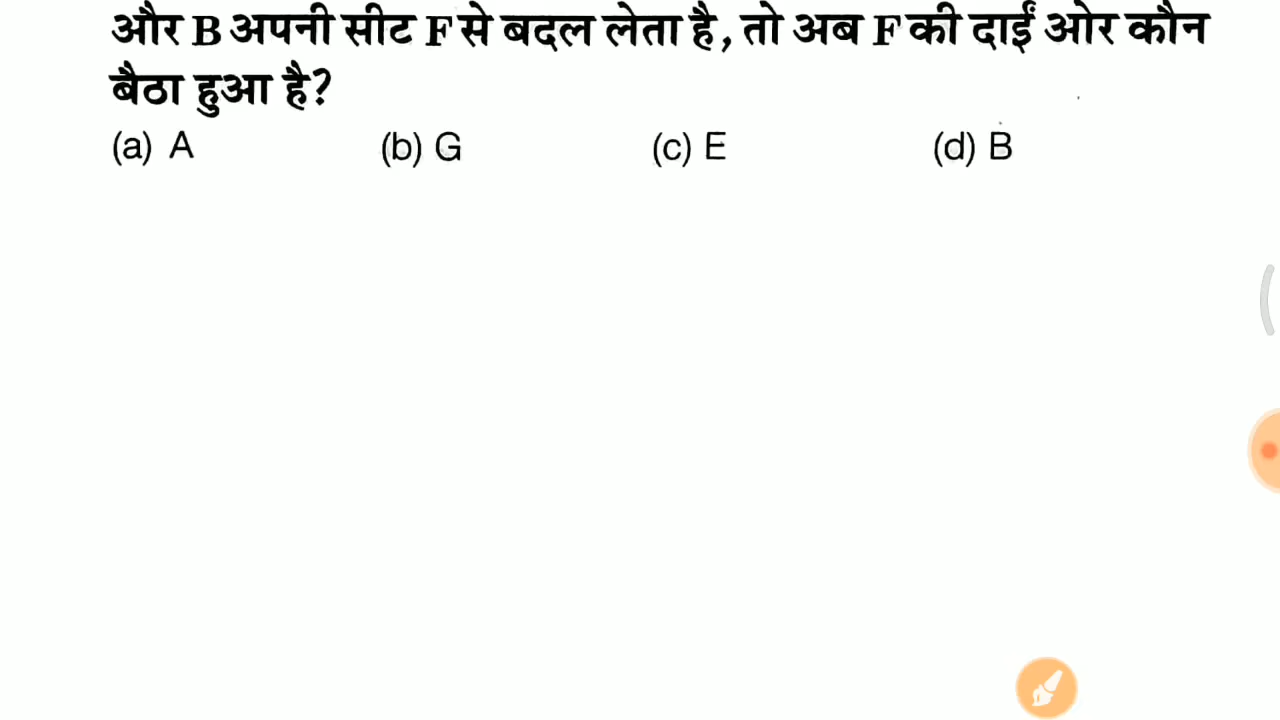 और B अपनी सीट F से बदल लेता है, तो अब F की दाईं ओर कौन
बैठा हुआ है?
(a) A (b) G (c) E (d) B